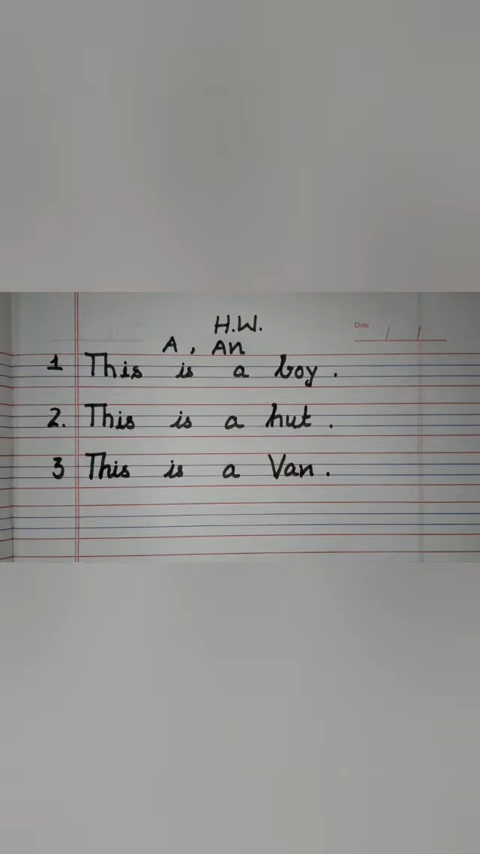 H.W.
Date / /
A, An
1 This is a boy.
2. This is a hut.
3 This is a Van.